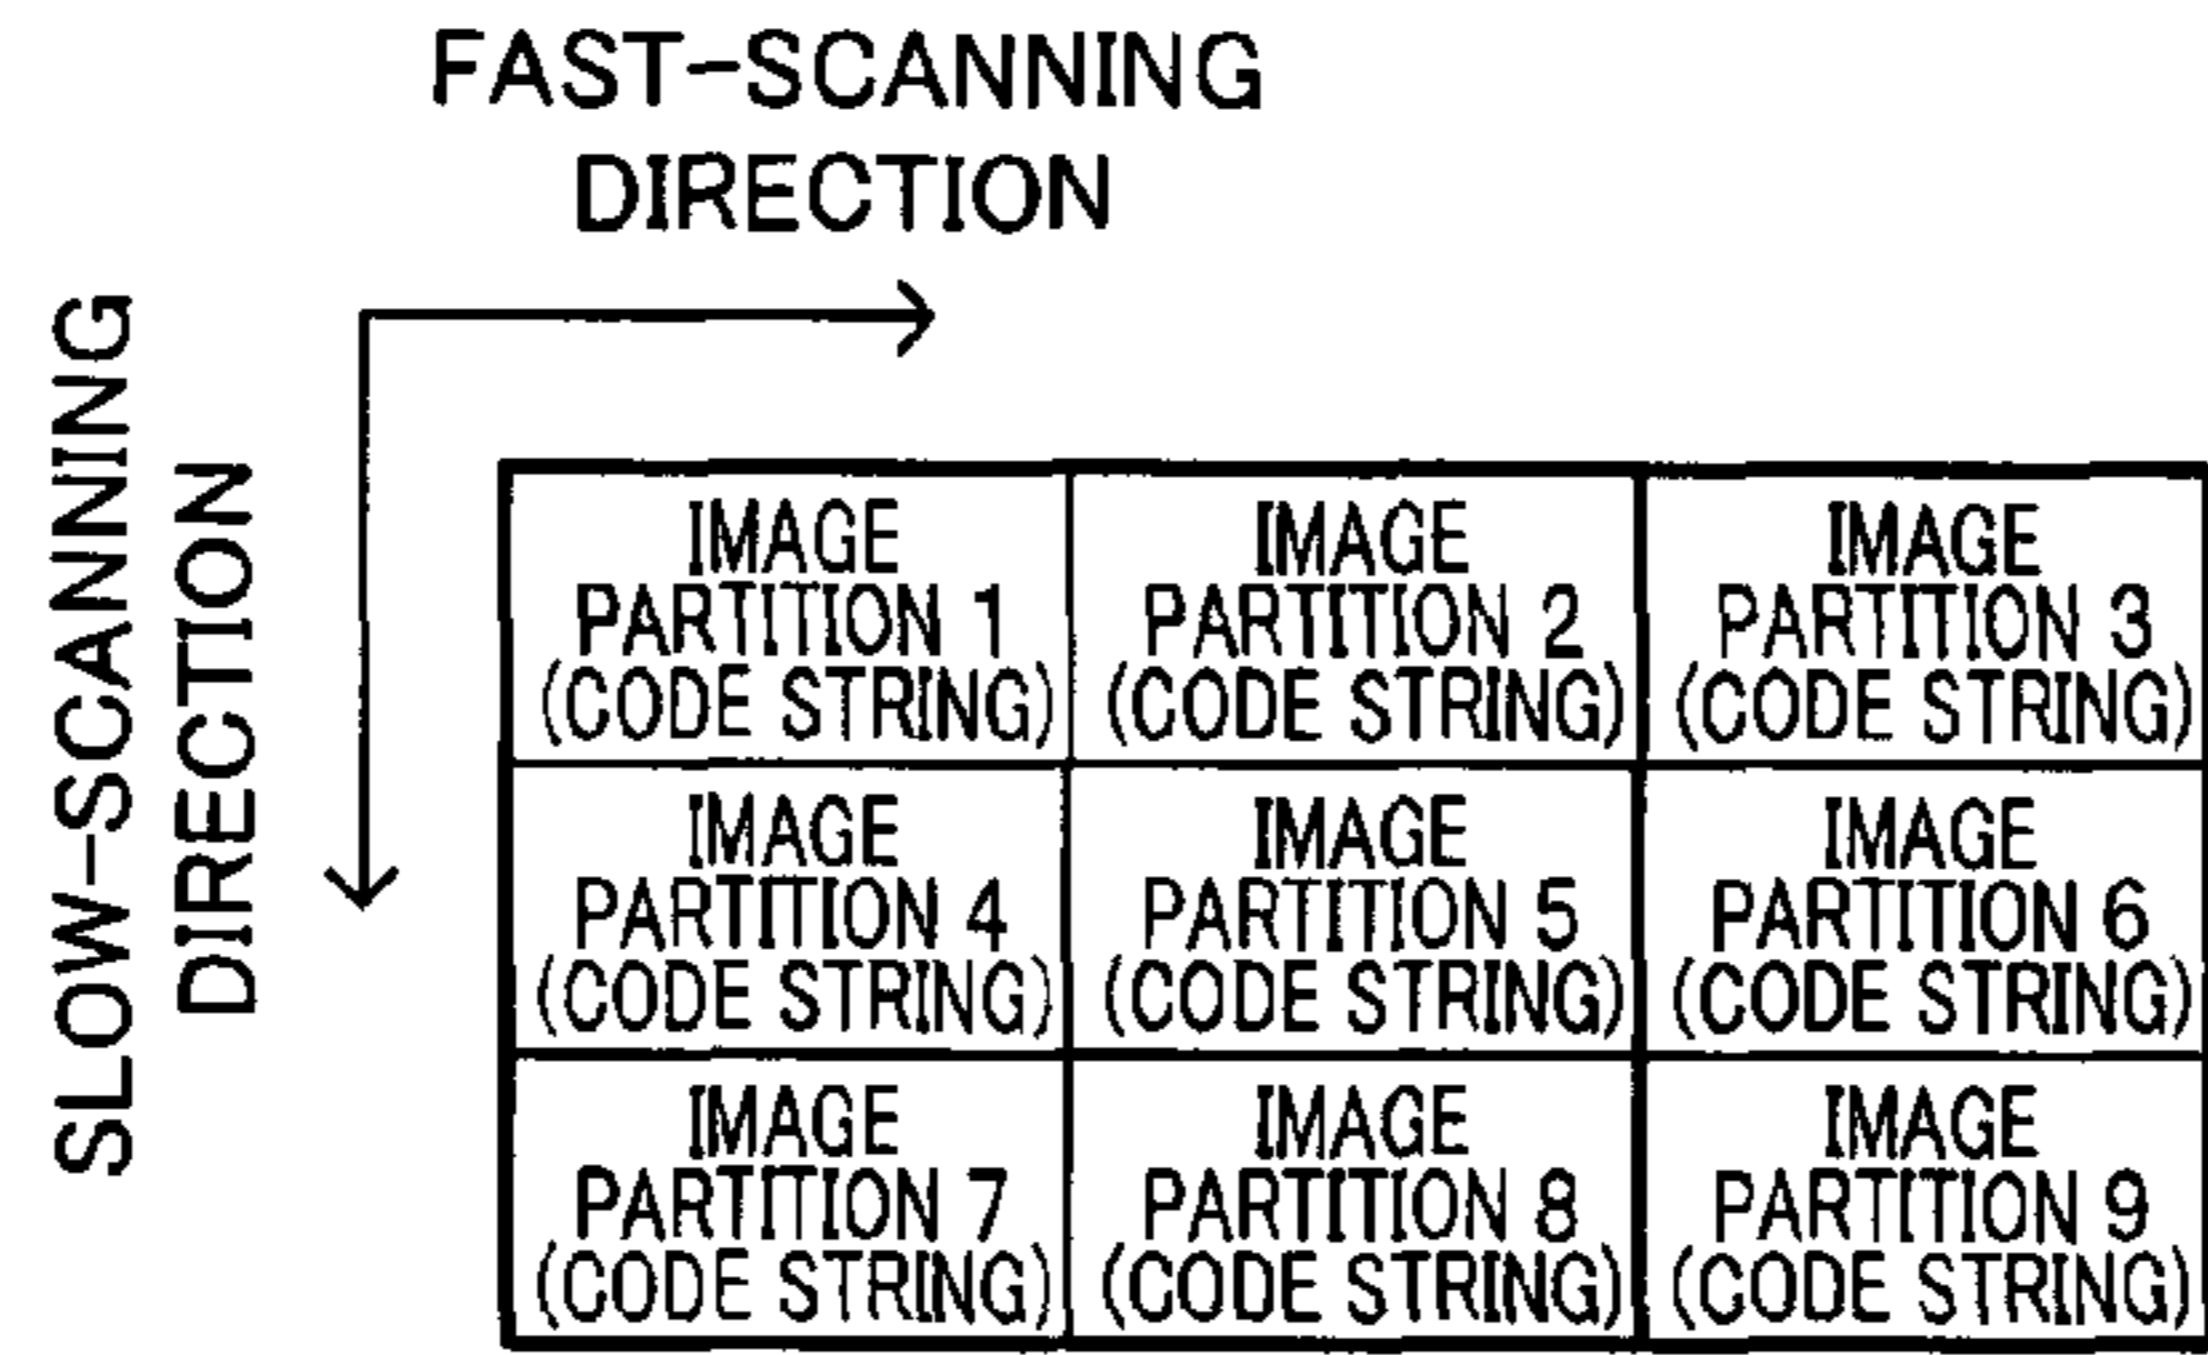 FAST-SCANNING
DIRECTION
SLOW-SCANNING
DIRECTION
IMAGE
PARTITION 1
(CODE STRING)
IMAGE
PARTITION 2
(CODE STRING)
IMAGE
PARTITION 3
(CODE STRING)
IMAGE
PARTITION 4
(CODE STRING)
IMAGE
PARTITION 5
(CODE STRING)
IMAGE
PARTITION 6
(CODE STRING)
IMAGE
PARTITION 7
(CODE STRING)
IMAGE
PARTITION 8
(CODE STRING)
IMAGE
PARTITION 9
(CODE STRING)